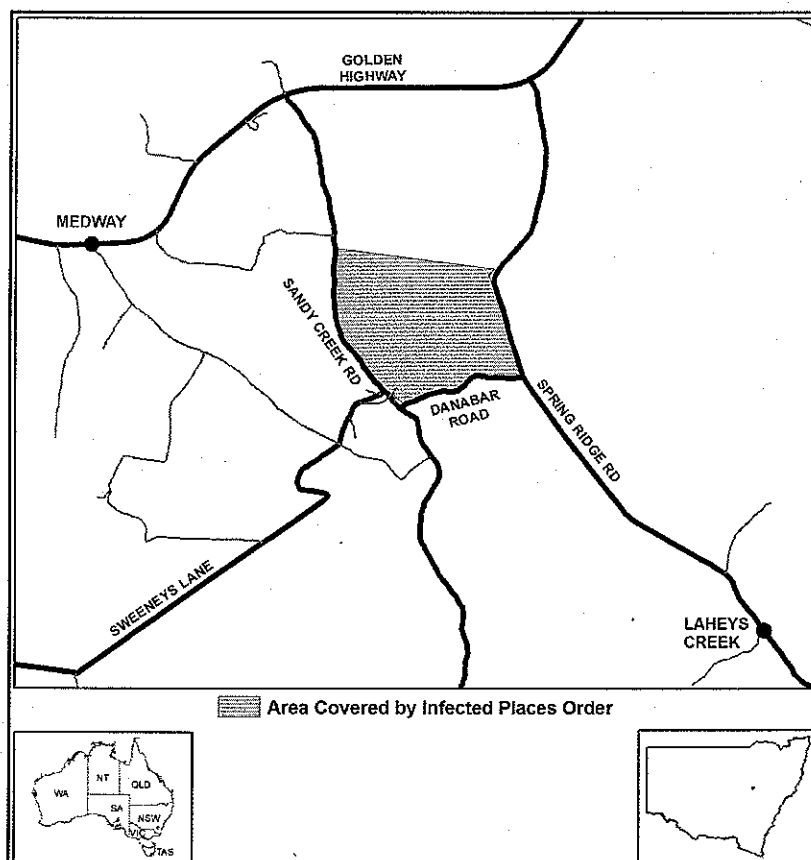 GOLDEN
HIGHWAY
MEDWAY
SANDY CREEK RD
DANABAR
ROAD
SPRING RIDGE RD
SWEENEYS LANE
LAHEYS
CREEK
Area Covered by Infected Places Order
WA
NT
QLD
SA
NSW
VIC
TAS